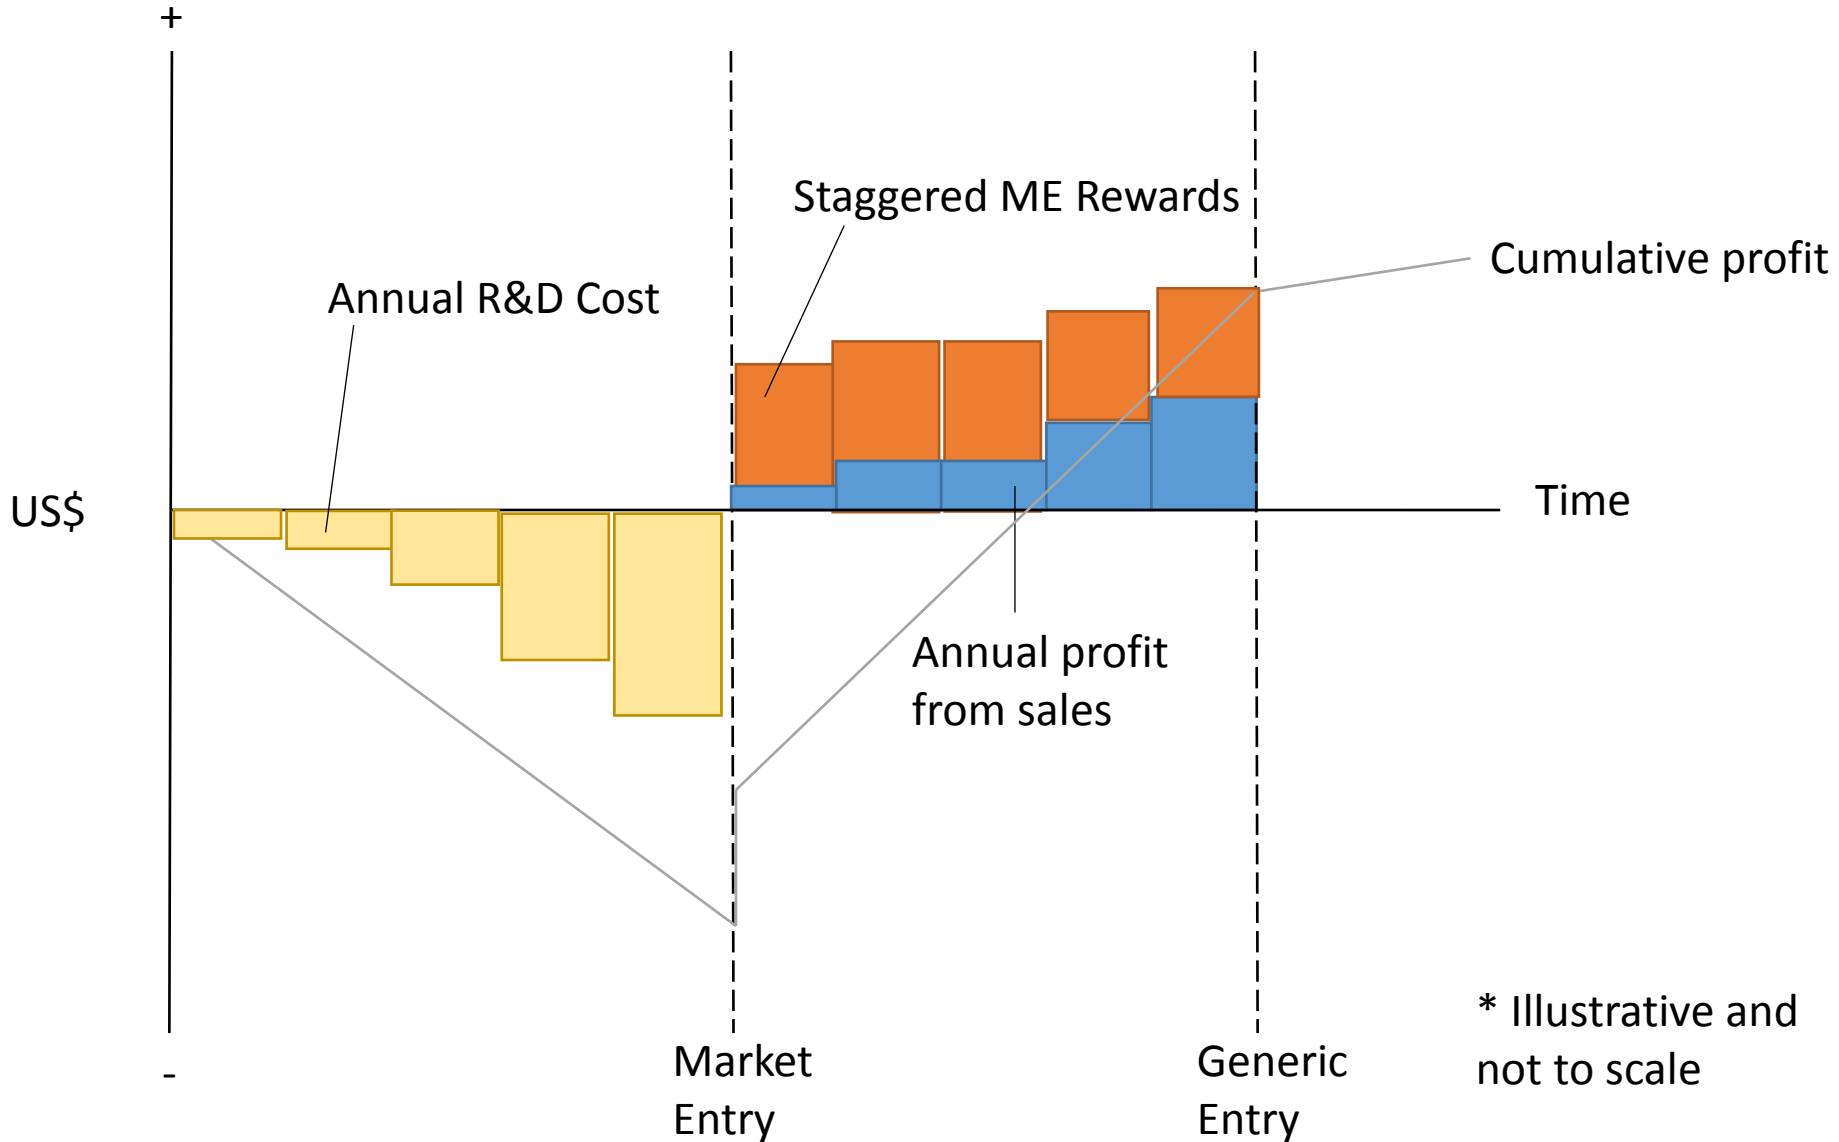 +
Staggered ME Rewards
Cumulative profit
Annual R&D Cost
US$
Time
Annual profit
from sales
* Illustrative and
not to scale
-
Market
Entry
Generic
Entry